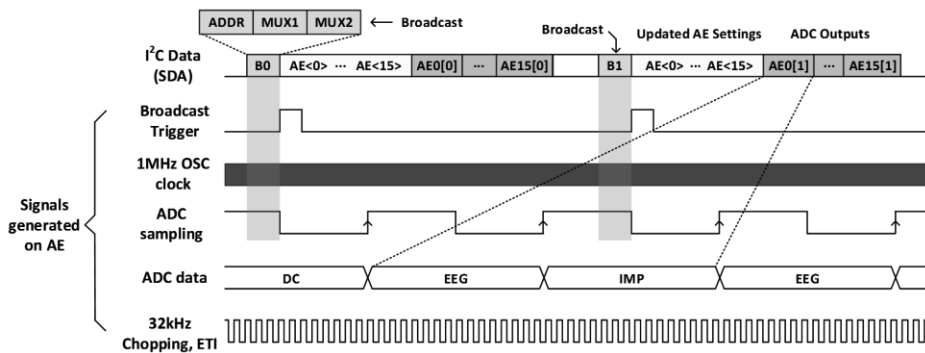 ADDR MUX1 MUX2 Broadcast
Broadcast Updated AE Settings ADC Outputs
I²C Data
(SDA)
B0 AE<0> ··· AE<15> AE0[0] ··· AE15[0] B1 AE<0> ··· AE<15> AE0[1] ··· AE15[1]
Broadcast
Trigger
1MHz OSC
clock
Signals
generated
on AE
ADC
sampling
ADC data DC EEG IMP EEG
32kHz
Chopping, ETI